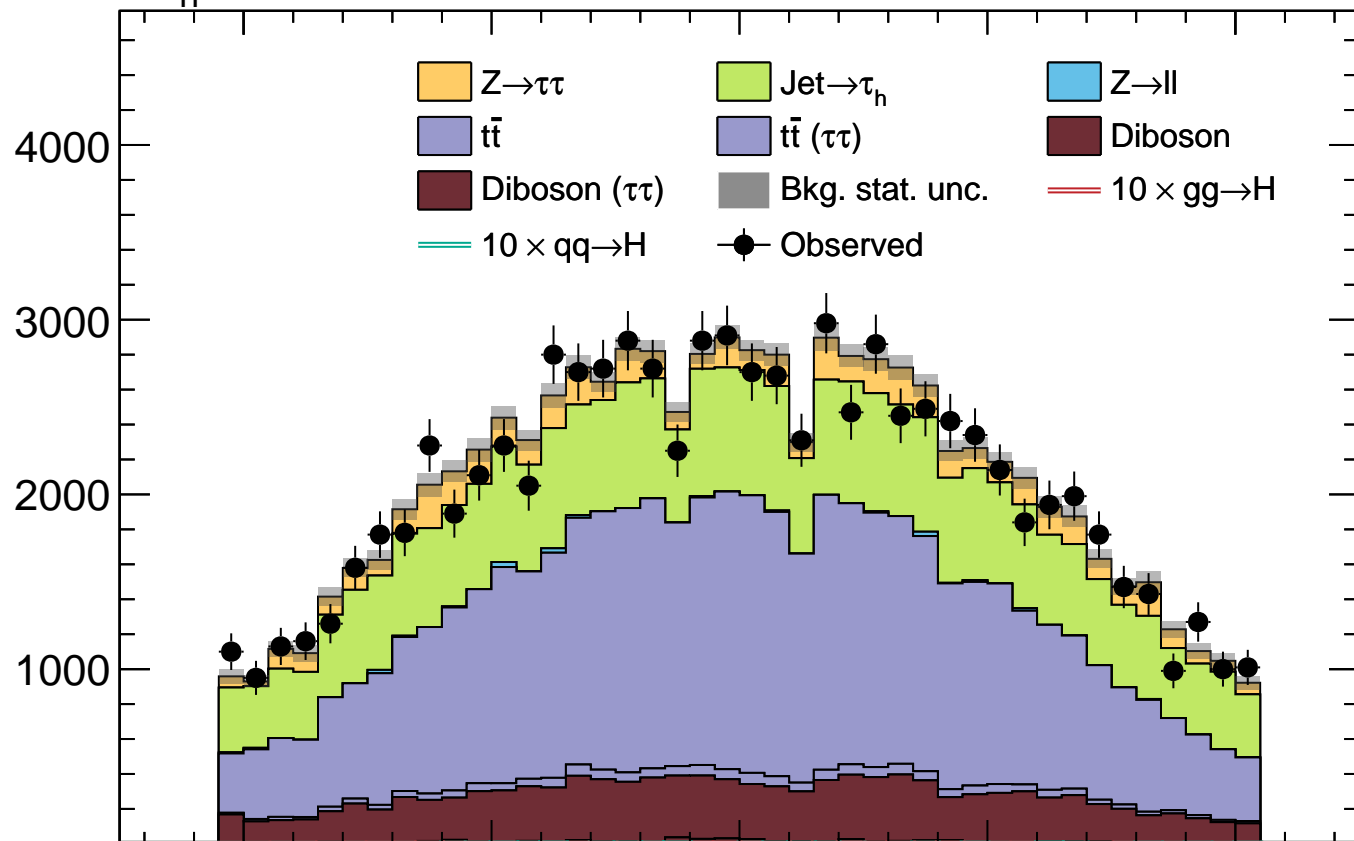 Z→ττ Jet→τh Z→ll
tt̄ tt̄ (ττ) Diboson
Diboson (ττ) Bkg. stat. unc. 10 × gg→H
10 × qq→H Observed
4000
3000
2000
1000